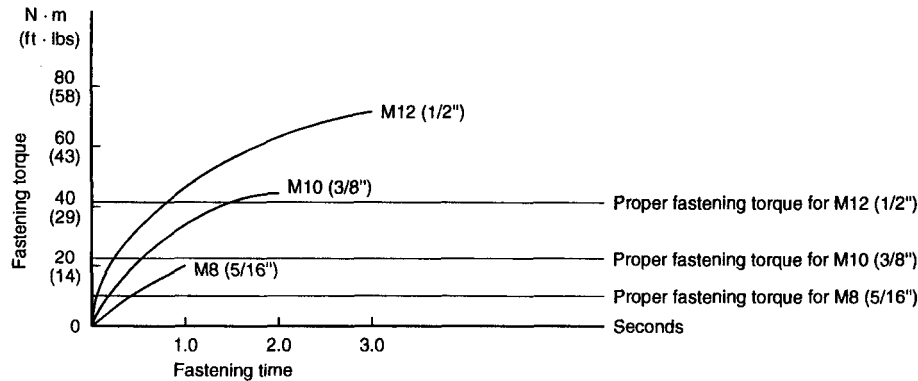 N · m
(ft · lbs)
80
(58)
60
(43)
40
(29)
20
(14)
0
Fastening torque
M12 (1/2")
M10 (3/8")
M8 (5/16")
Proper fastening torque for M12 (1/2")
Proper fastening torque for M10 (3/8")
Proper fastening torque for M8 (5/16")
Seconds
1.0 2.0 3.0
Fastening time